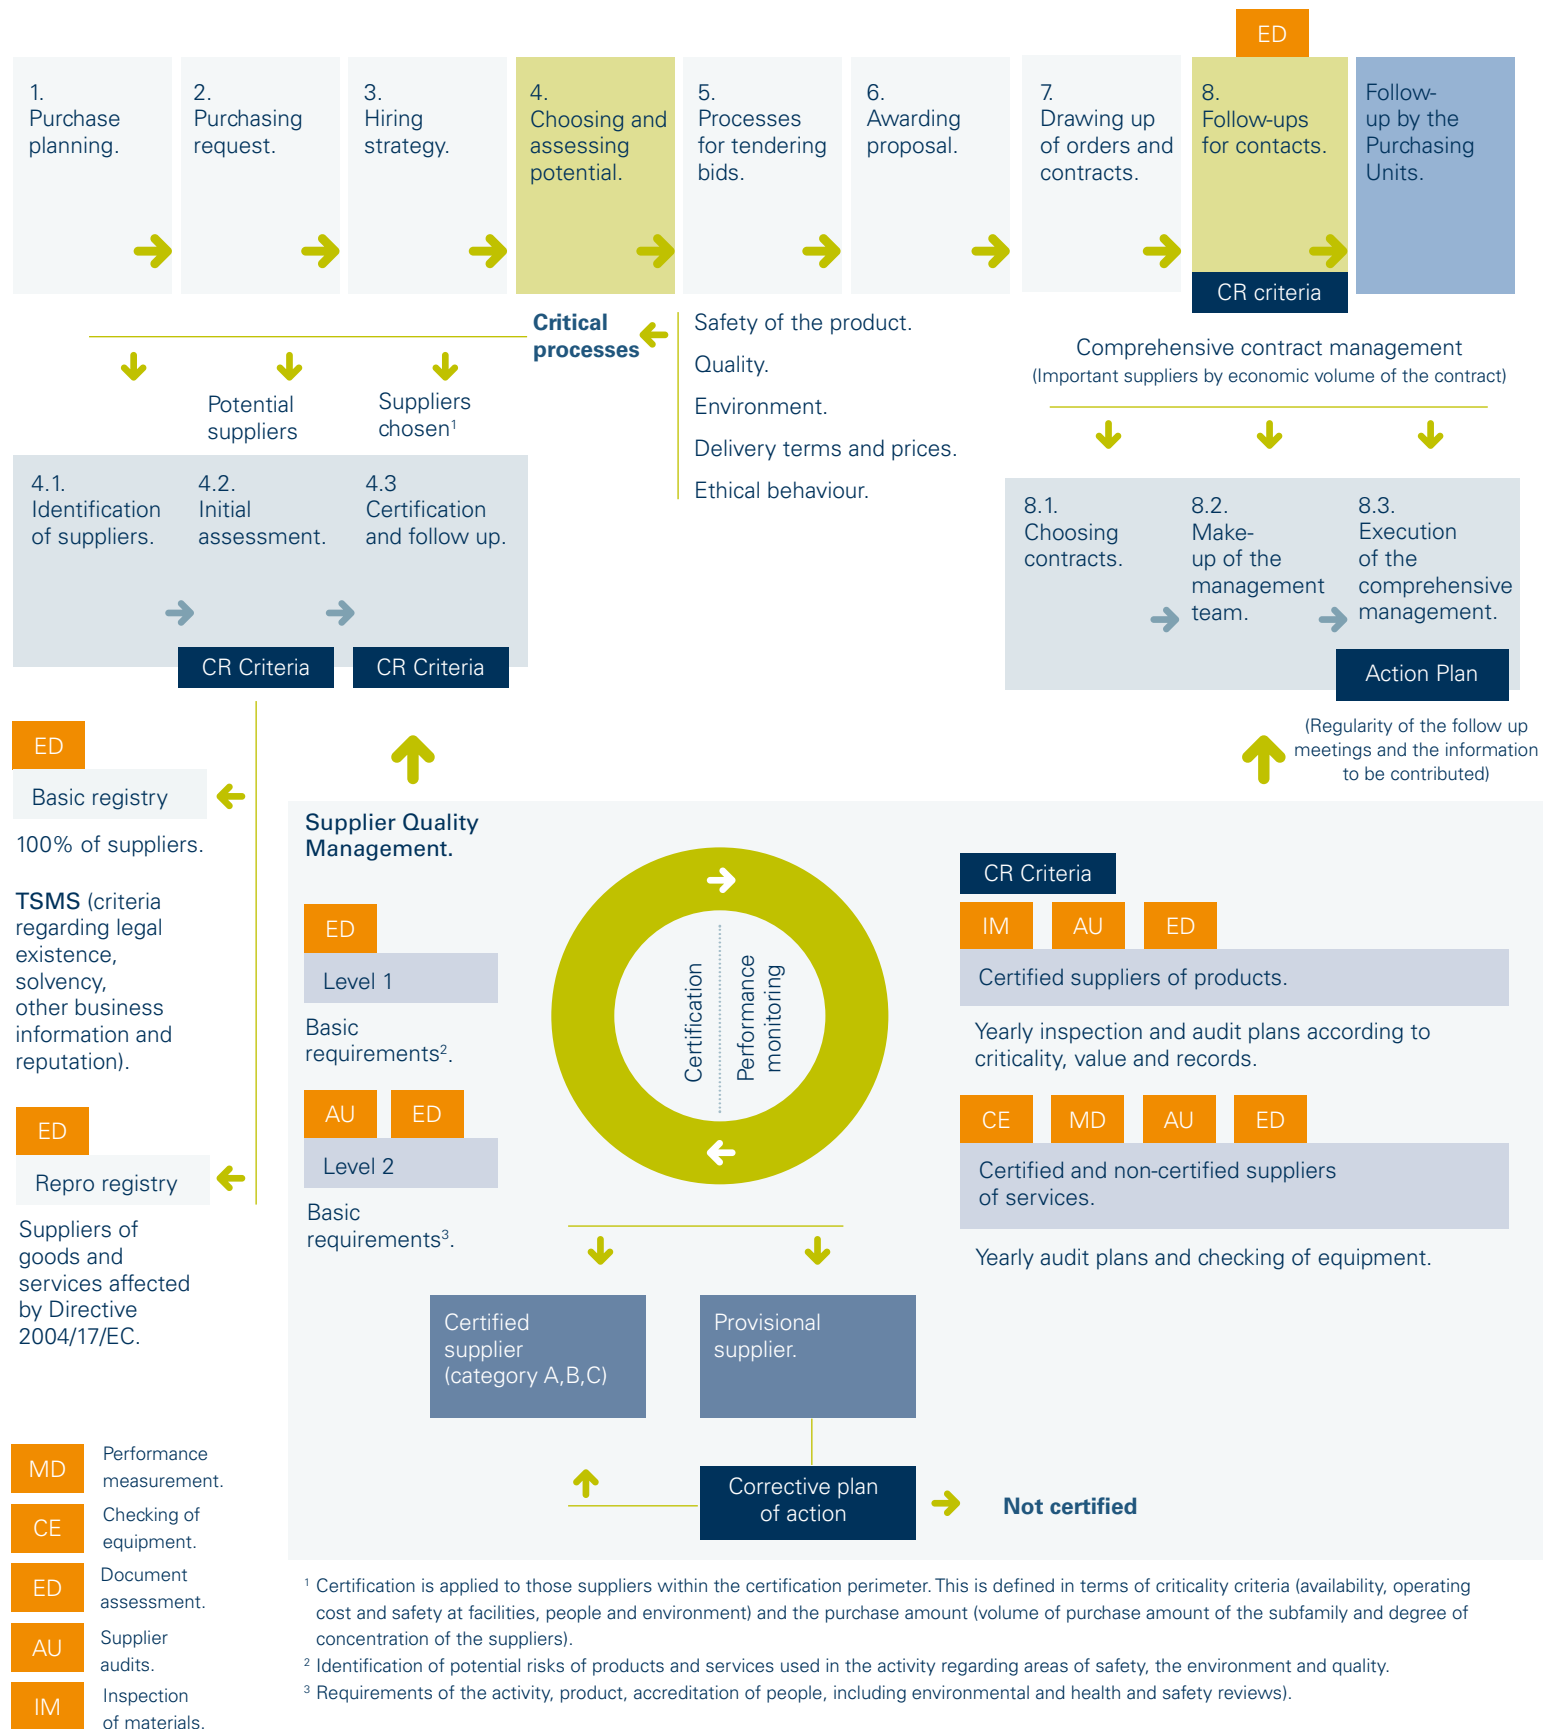 ED
1.
Purchase
planning.
2.
Purchasing
request.
3.
Hiring
strategy.
4.
Choosing and
assessing
potential.
5.
Processes
for tendering
bids.
6.
Awarding
proposal.
7.
Drawing up
of orders and
contracts.
8.
Follow-ups
for contacts.
CR criteria
Follow-
up by the
Purchasing
Units.
Critical
processes
Safety of the product.
Quality.
Environment.
Delivery terms and prices.
Ethical behaviour.
Comprehensive contract management
(Important suppliers by economic volume of the contract)
Potential
suppliers
Suppliers
chosen¹
4.1.
Identification
of suppliers.
4.2.
Initial
assessment.
4.3
Certification
and follow up.
CR Criteria
CR Criteria
8.1.
Choosing
contracts.
8.2.
Make-
up of the
management
team.
8.3.
Execution
of the
comprehensive
management.
Action Plan
(Regularity of the follow up
meetings and the information
to be contributed)
ED
Basic registry
100% of suppliers.
TSMS (criteria
regarding legal
existence,
solvency,
other business
information and
reputation).
ED
Repro registry
Suppliers of
goods and
services affected
by Directive
2004/17/EC.
Supplier Quality
Management.
ED
Level 1
Basic
requirements².
AU
ED
Level 2
Basic
requirements³.
Certification
Performance
monitoring
CR Criteria
IM
AU
ED
Certified suppliers of products.
Yearly inspection and audit plans according to
criticality, value and records.
CE
MD
AU
ED
Certified and non-certified suppliers
of services.
Yearly audit plans and checking of equipment.
Certified
supplier
(category A,B,C)
Provisional
supplier.
Corrective plan
of action
Not certified
MD
Performance
measurement.
CE
Checking of
equipment.
ED
Document
assessment.
AU
Supplier
audits.
IM
Inspection
of materials.
¹ Certification is applied to those suppliers within the certification perimeter. This is defined in terms of criticality criteria (availability, operating
cost and safety at facilities, people and environment) and the purchase amount (volume of purchase amount of the subfamily and degree of
concentration of the suppliers).
² Identification of potential risks of products and services used in the activity regarding areas of safety, the environment and quality.
³ Requirements of the activity, product, accreditation of people, including environmental and health and safety reviews).